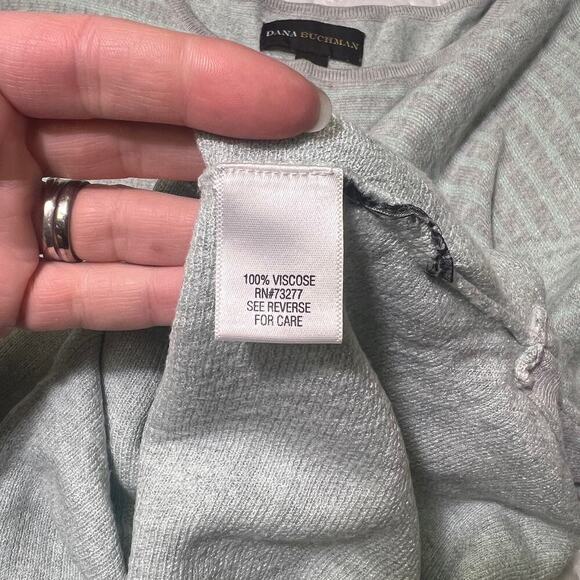 DANA BUCHMAN
100% VISCOSE
RN#73277
SEE REVERSE
FOR CARE